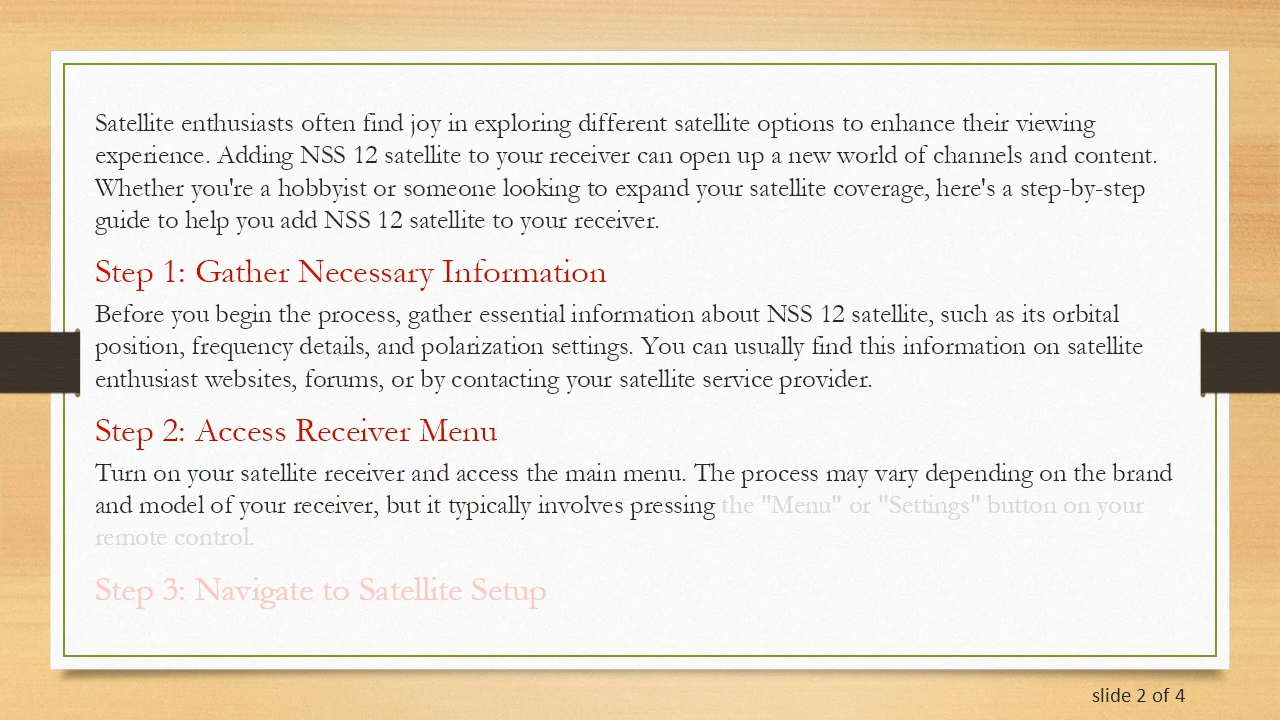 Satellite enthusiasts often find joy in exploring different satellite options to enhance their viewing
experience. Adding NSS 12 satellite to your receiver can open up a new world of channels and content.
Whether you're a hobbyist or someone looking to expand your satellite coverage, here's a step-by-step
guide to help you add NSS 12 satellite to your receiver.
Step 1: Gather Necessary Information
Before you begin the process, gather essential information about NSS 12 satellite, such as its orbital
position, frequency details, and polarization settings. You can usually find this information on satellite
enthusiast websites, forums, or by contacting your satellite service provider.
Step 2: Access Receiver Menu
Turn on your satellite receiver and access the main menu. The process may vary depending on the brand
and model of your receiver, but it typically involves pressing the "Menu" or "Settings" button on your
remote control.
Step 3: Navigate to Satellite Setup
slide 2 of 4